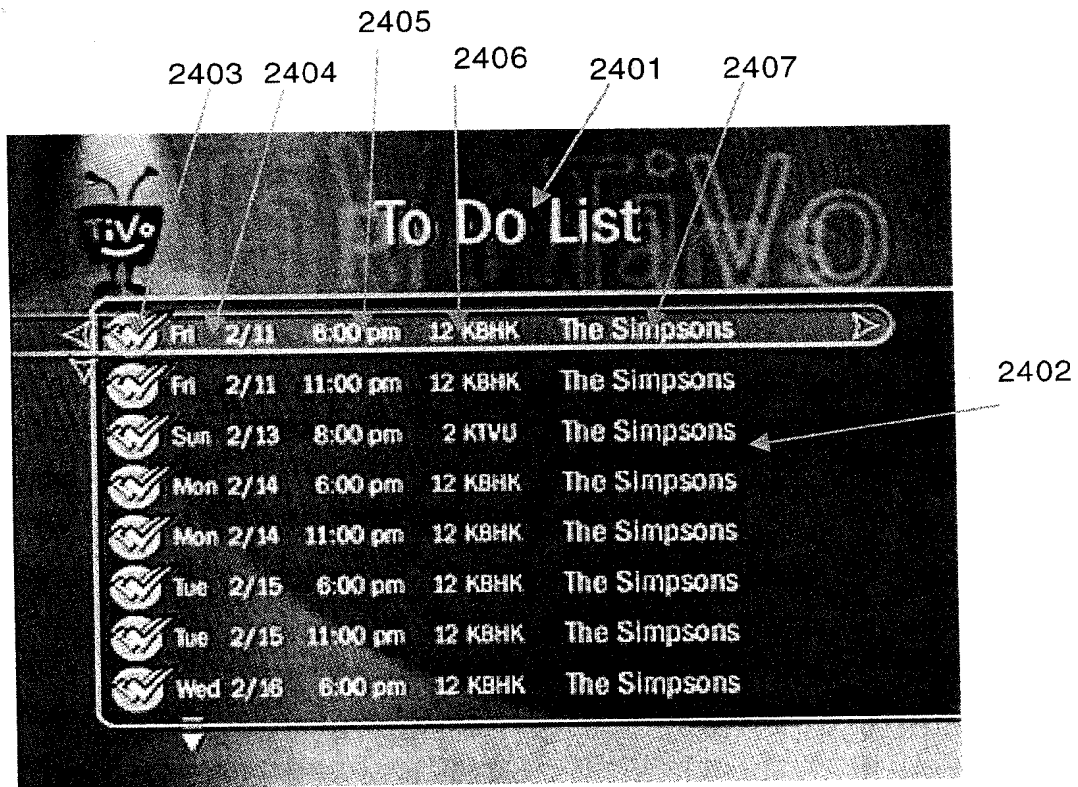 2405
2403 2404 2406 2401 2407
TiVo
TiVo
To Do List
Fri 2/11 6:00 pm 12 KBHK The Simpsons
Fri 2/11 11:00 pm 12 KBHK The Simpsons
2402
Sun 2/13 8:00 pm 2 KTVU The Simpsons
Mon 2/14 6:00 pm 12 KBHK The Simpsons
Mon 2/14 11:00 pm 12 KBHK The Simpsons
Tue 2/15 6:00 pm 12 KBHK The Simpsons
Tue 2/15 11:00 pm 12 KBHK The Simpsons
Wed 2/16 6:00 pm 12 KBHK The Simpsons